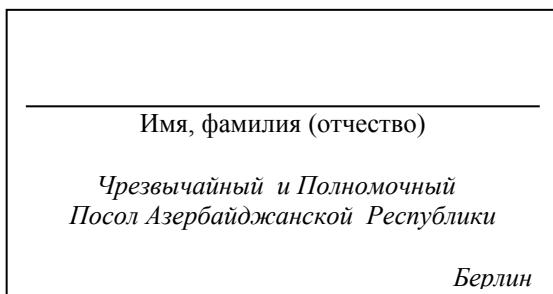 Имя, фамилия (отчество)
Чрезвычайный и Полномочный
Посол Азербайджанской Республики
Берлин